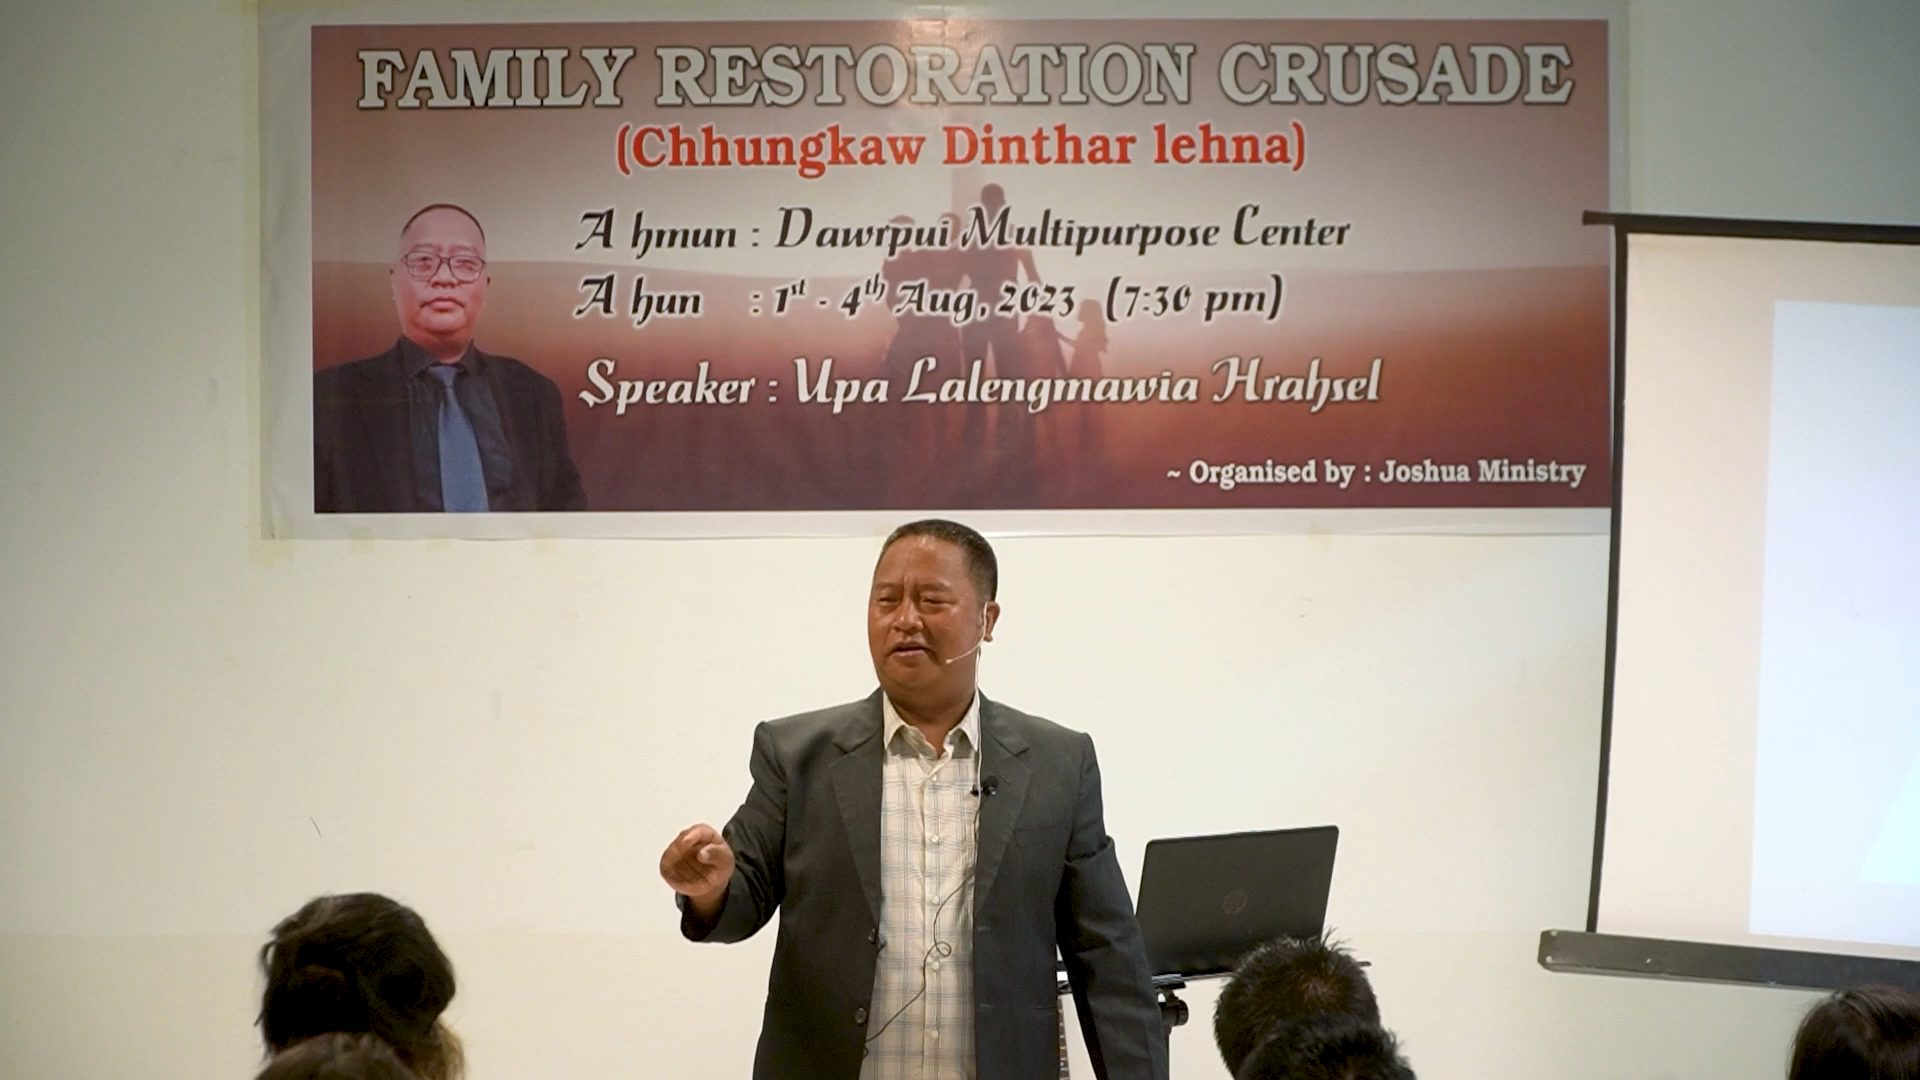 FAMILY RESTORATION CRUSADE
(Chhungkaw Dinthar lehna)
A hmun : Dawrpui Multipurpose Center
A hun : 1st - 4th Aug, 2023 (7:30 pm)
Speaker : Upa Lalengmawia Hrahsel
~ Organised by : Joshua Ministry
hp